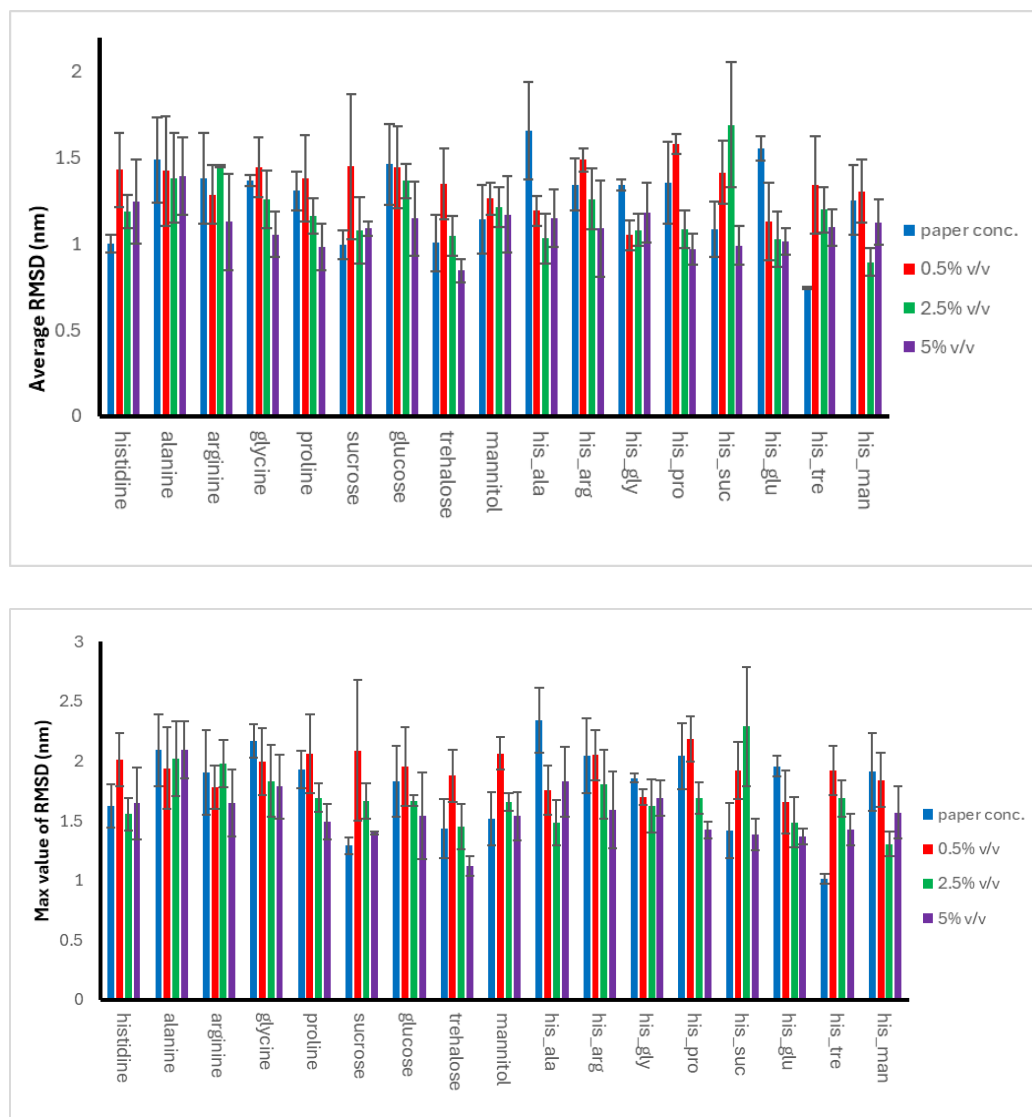 Average RMSD (nm)
2
1.5
1
0.5
0
histidine
alanine
arginine
glycine
proline
sucrose
glucose
trehalose
mannitol
his_ala
his_arg
his_gly
his_pro
his_suc
his_glu
his_tre
his_man
paper conc.
0.5% v/v
2.5% v/v
5% v/v
Max value of RMSD (nm)
3
2.5
2
1.5
1
0.5
0
histidine
alanine
arginine
glycine
proline
sucrose
glucose
trehalose
mannitol
his_ala
his_arg
his_gly
his_pro
his_suc
his_glu
his_tre
his_man
paper conc.
0.5% v/v
2.5% v/v
5% v/v